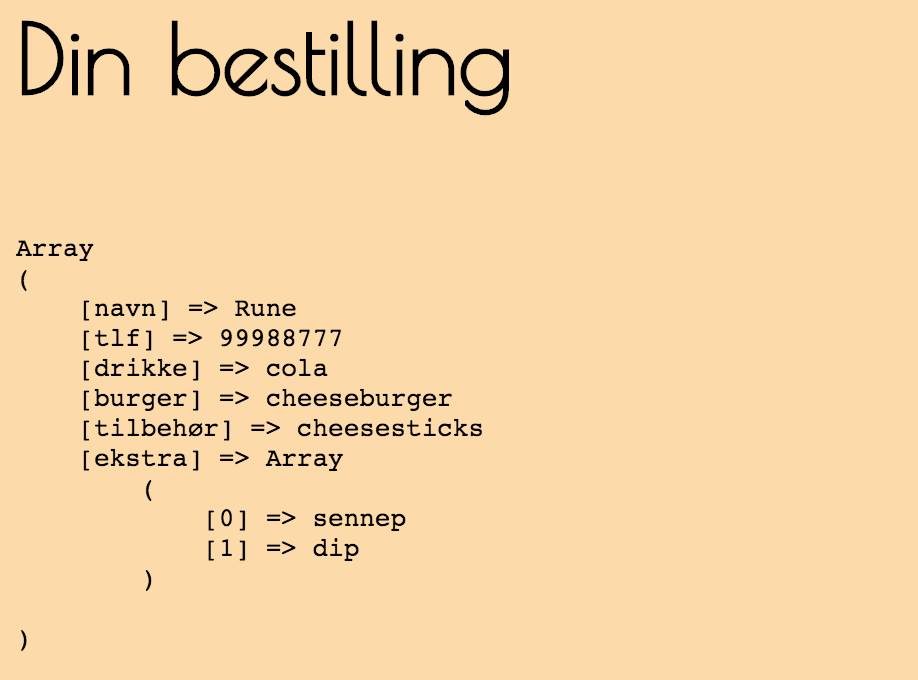 Din bestilling
Array
(
    [navn] => Rune
    [tlf] => 99988777
    [drikke] => cola
    [burger] => cheeseburger
    [tilbehør] => cheesesticks
    [ekstra] => Array
        (
            [0] => sennep
            [1] => dip
        )
)